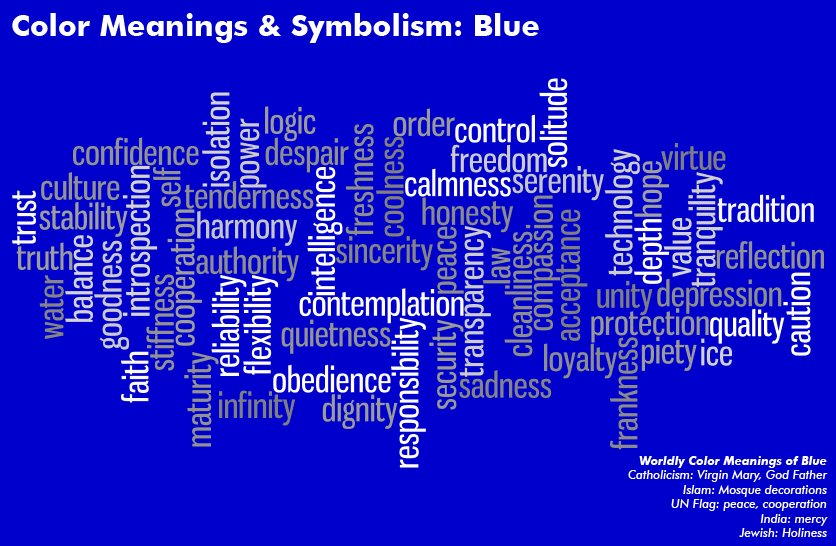 Color Meanings & Symbolism: Blue
isolation
power
logic
confidence
despair
freshness
order
control
solitude
coolness
freedom
virtue
technology
hope
trust
culture
introspection
self
tenderness
intelligence
calmness
serenity
stability
harmony
honesty
depth
value
tranquility
tradition
truth
balance
goodness
cooperation
authority
sincerity
peace
transparency
law
cleanliness
compassion
acceptance
reflection
water
stiffness
reliability
flexibility
contemplation
quietness
unity
depression
caution
protection
quality
faith
maturity
infinity
obedience
dignity
responsibility
security
sadness
loyalty
frankness
piety
ice
Worldly Color Meanings of Blue
Catholicism: Virgin Mary, God Father
Islam: Mosque decorations
UN Flag: peace, cooperation
India: mercy
Jewish: Holiness